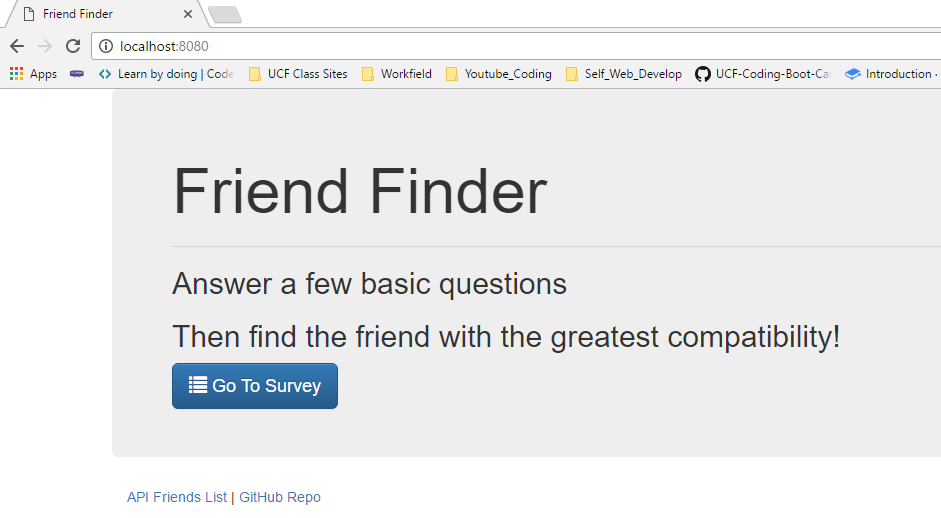 Friend Finder
localhost:8080
Apps Learn by doing | Code UCF Class Sites Workfield Youtube_Coding Self_Web_Develop UCF-Coding-Boot-Ca Introduction ·
Friend Finder
Answer a few basic questions
Then find the friend with the greatest compatibility!
Go To Survey
API Friends List | GitHub Repo